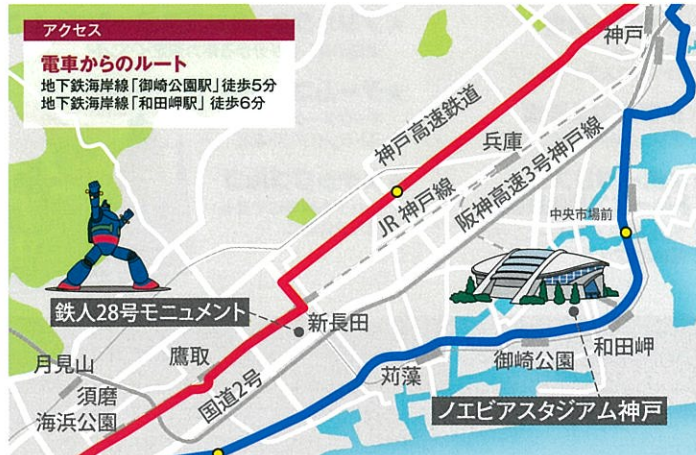 アクセス
電車からのルート
地下鉄海岸線「御崎公園駅」徒歩5分
地下鉄海岸線「和田岬駅」徒歩6分
神戸
神戸高速鉄道
兵庫
JR 神戸線
阪神高速3号神戸線
中央市場前
鉄人28号モニュメント
新長田
月見山
鷹取
須磨
海浜公園
国道2号
苅藻
御崎公園
和田岬
ノエビアスタジアム神戸